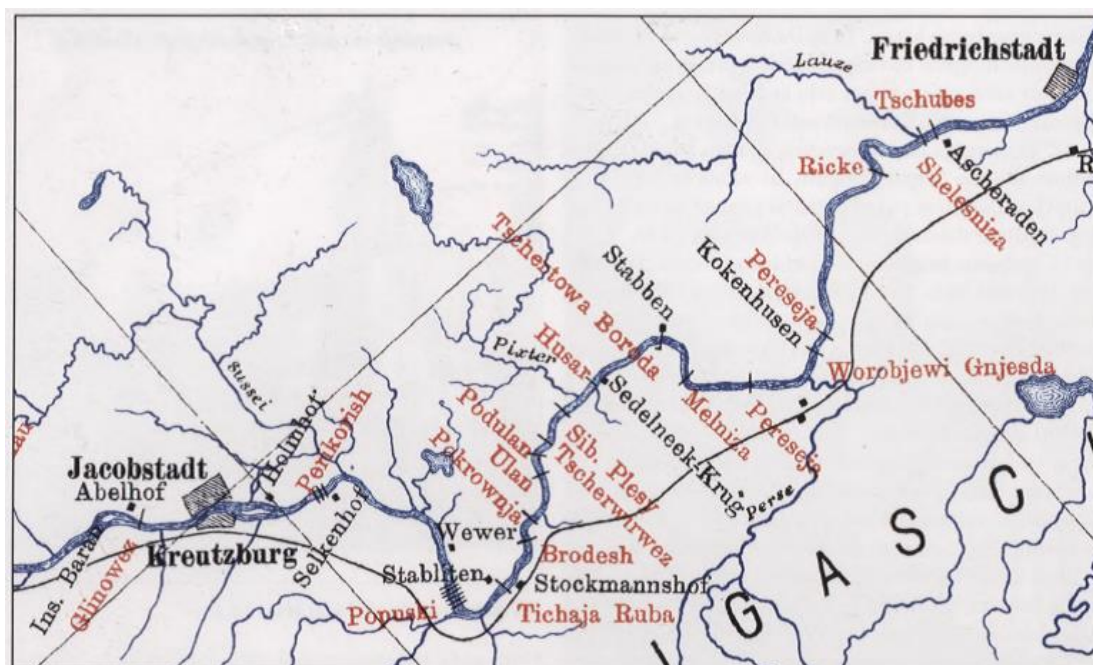 Friedrichstadt
Lauze
Tschubes
Ricke
Ascheraden
Shelesniza
R
Tschertowa Boroda
Stabben
Kokenhusen
Pereseja
Worobjewi Gnjesda
Pixter
Husar
Sedelneek-Krug
Melniza
Pereseja
Perse
Sussei
Holmhof
Perikorish
Podulan
Ulan
Pokrownja
Sib. Plesy
Tscherwirwez
Jacobstadt
Abelhof
Kreutzburg
Selkenhof
Ins. Baran
Glinowez
Wewer
Brodesh
Stabliten
Stockmannshof
Popuski
Tichaja Ruba
I G A S C